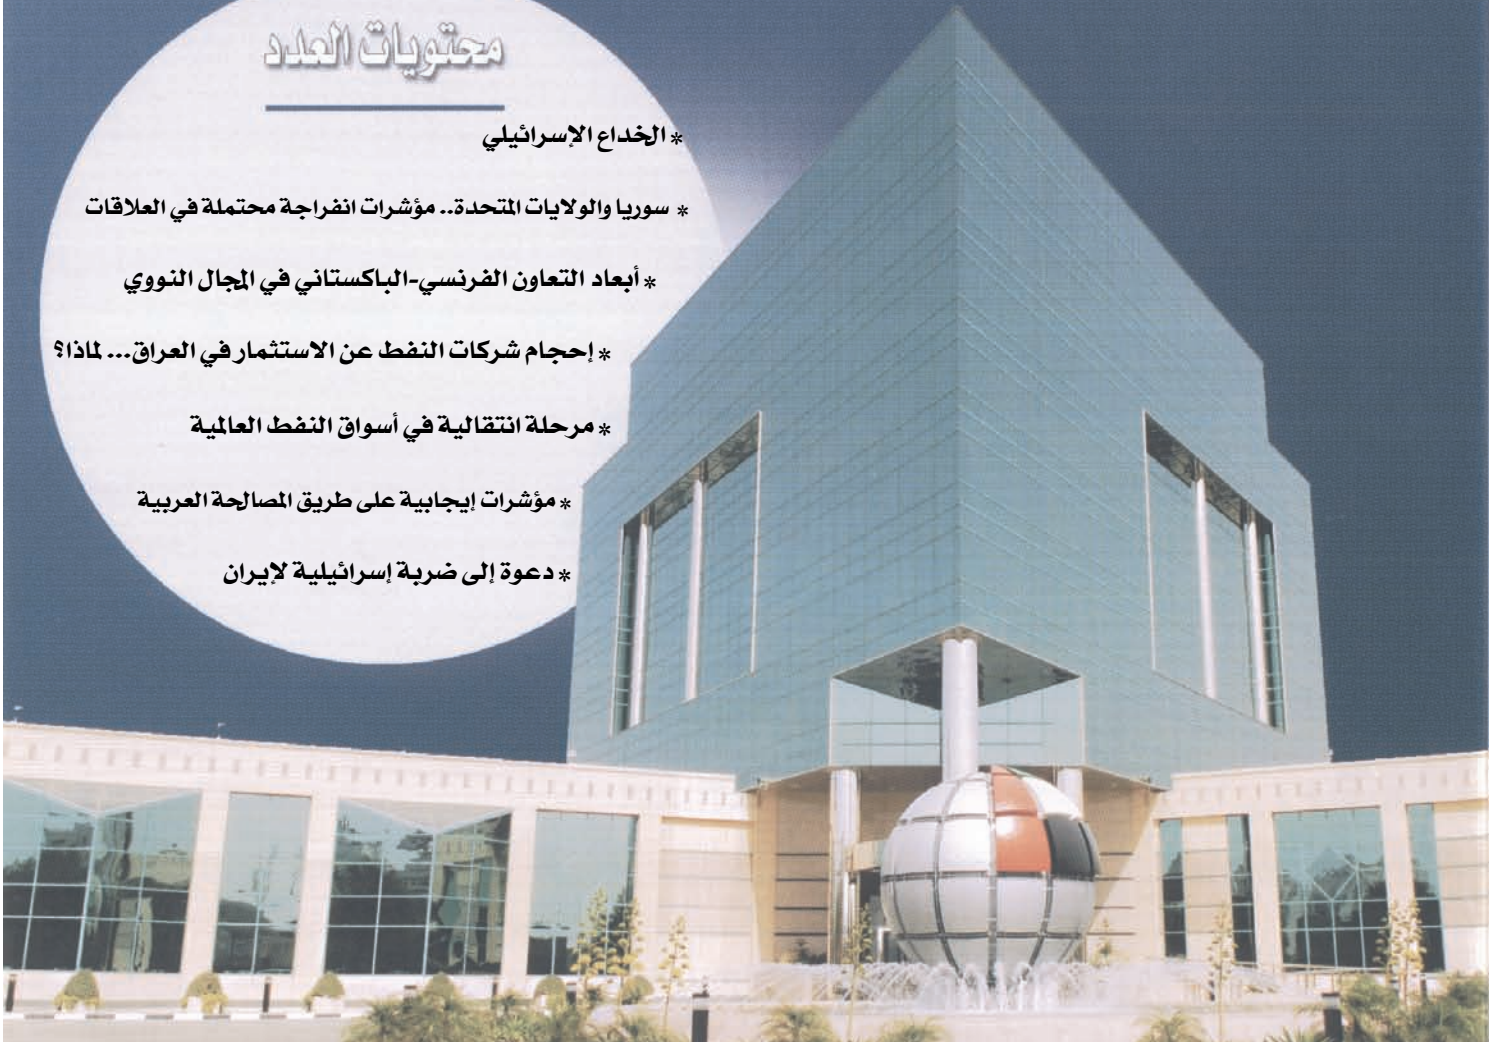 محتويات العدد
* الخداع الإسرائيلي
* سوريا والولايات المتحدة.. مؤشرات انفراجة محتملة في العلاقات
* أبعاد التعاون الفرنسي-الباكستاني في المجال النووي
* إحجام شركات النفط عن الاستثمار في العراق... لماذا؟
* مرحلة انتقالية في أسواق النفط العالمية
* مؤشرات إيجابية على طريق المصالحة العربية
* دعوة إلى ضربة إسرائيلية لإيران